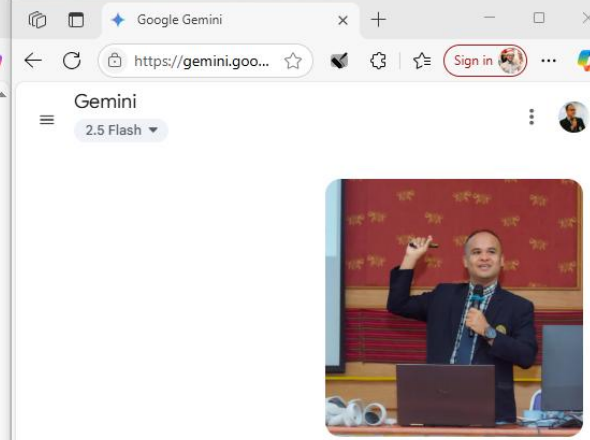 Google Gemini
https://gemini.goo...
Sign in
Gemini
2.5 Flash